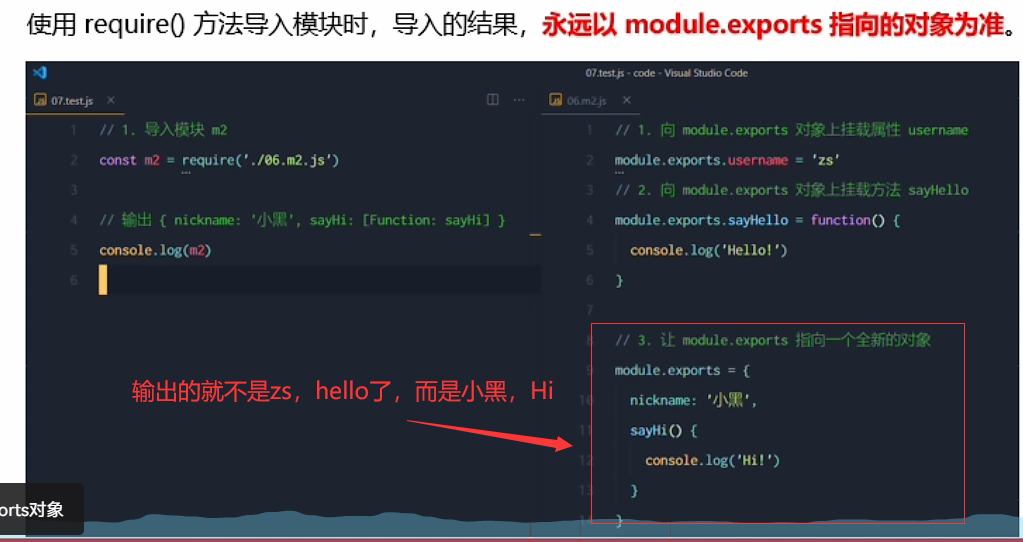 使用 require() 方法导入模块时，导入的结果，永远以 module.exports 指向的对象为准。
07.test.js - code - Visual Studio Code
07.test.js
1 // 1. 导入模块 m2
2 const m2 = require('./06.m2.js')
3
4 // 输出 { nickname: '小黑', sayHi: [Function: sayHi] }
5 console.log(m2)
6
06.m2.js
1 // 1. 向 module.exports 对象上挂载属性 username
2 module.exports.username = 'zs'
3 // 2. 向 module.exports 对象上挂载方法 sayHello
4 module.exports.sayHello = function() {
5 console.log('Hello!')
6 }
7
8 // 3. 让 module.exports 指向一个全新的对象
9 module.exports = {
10 nickname: '小黑',
11 sayHi() {
12 console.log('Hi!')
13 }
14 }
输出的就不是zs，hello了，而是小黑，Hi
orts对象